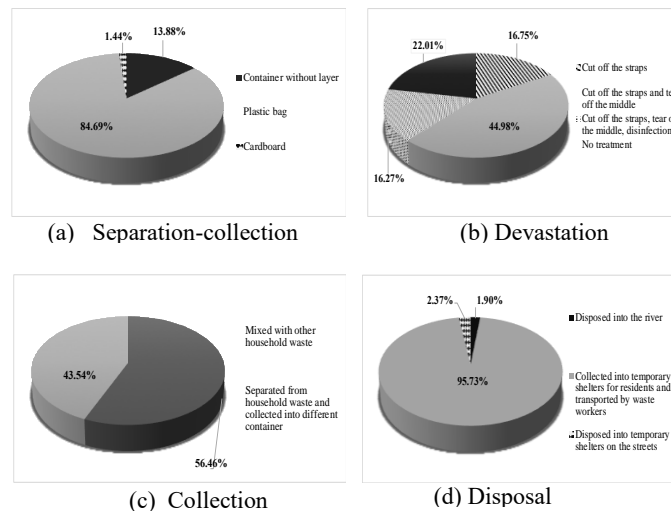 1.44%
13.88%
84.69%
Container without layer
Plastic bag
Cardboard
(a) Separation-collection
22.01%
16.75%
44.98%
16.27%
Cut off the straps
Cut off the straps and
off the middle
Cut off the straps, tear
the middle, disinfection
No treatment
(b) Devastation
43.54%
56.46%
Mixed with other
household waste
Separated from
household waste and
collected into different
container
(c) Collection
2.37%
1.90%
95.73%
Disposed into the river
Collected into temporary
shelters for residents and
transported by waste
workers
Disposed into temporary
shelters on the streets
(d) Disposal